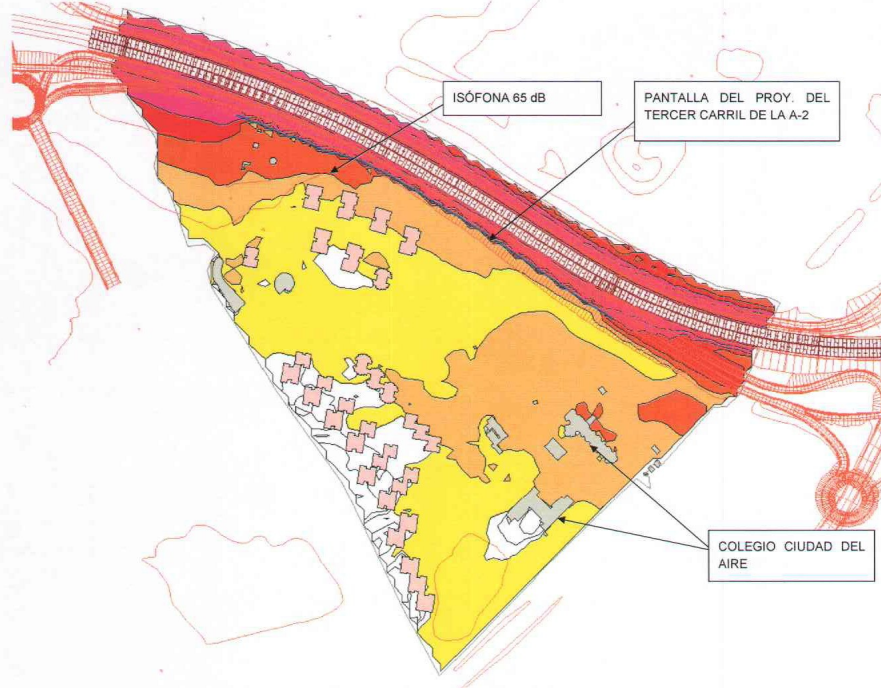 ISÓFONA 65 dB
PANTALLA DEL PROY. DEL
TERCER CARRIL DE LA A-2
COLEGIO CIUDAD DEL
AIRE